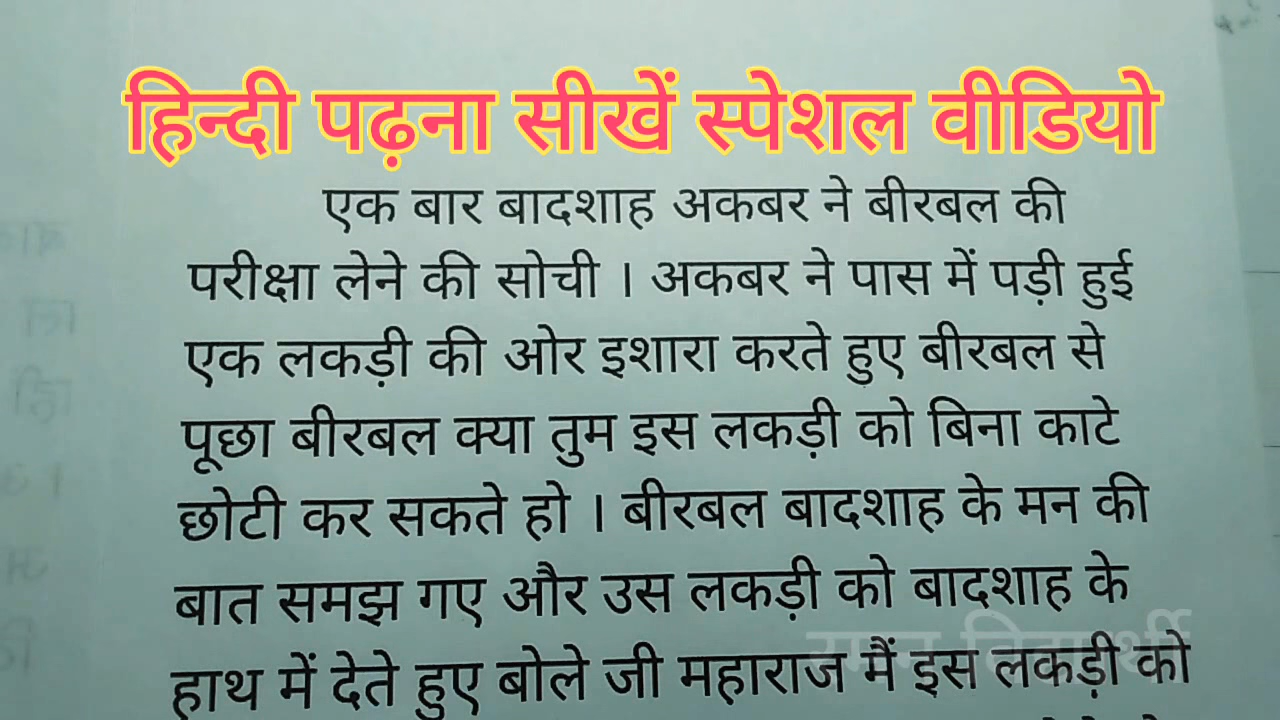 हिन्दी पढ़ना सीखें स्पेशल वीडियो
एक बार बादशाह अकबर ने बीरबल की
परीक्षा लेने की सोची । अकबर ने पास में पड़ी हुई
एक लकड़ी की ओर इशारा करते हुए बीरबल से
पूछा बीरबल क्या तुम इस लकड़ी को बिना काटे
छोटी कर सकते हो । बीरबल बादशाह के मन की
बात समझ गए और उस लकड़ी को बादशाह के
हाथ में देते हुए बोले जी महाराज मैं इस लकड़ी को